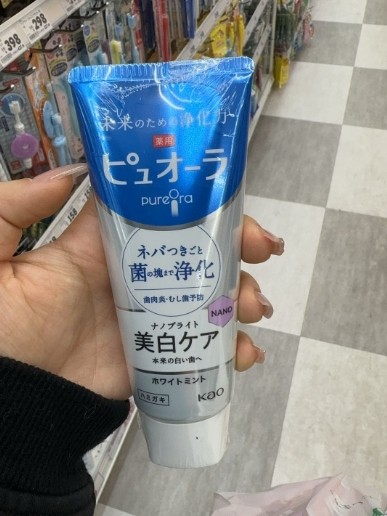 398
298
未来のための浄化力
薬用
ピュオーラ
pureOra
ネバつきごと
菌の塊まで浄化
歯肉炎・むし歯予防
NANO
ナノブライト
美白ケア
本来の白い歯へ
ホワイトミント
ハミガキ
Kao